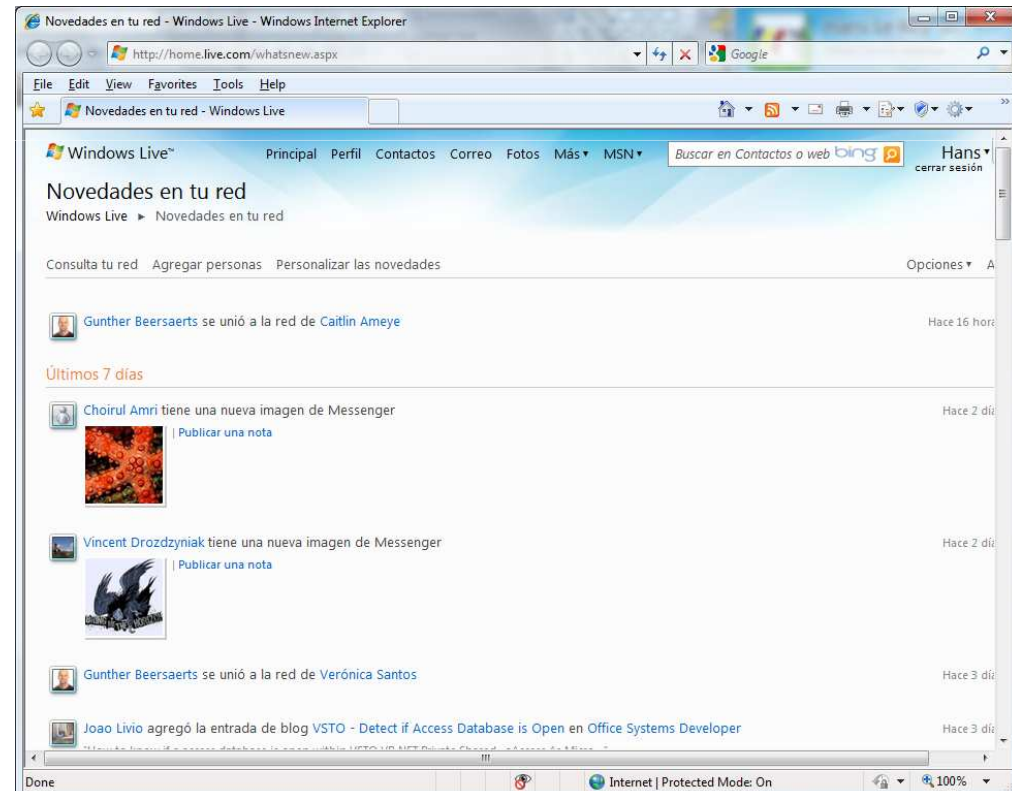 Novedades en tu red - Windows Live - Windows Internet Explorer
http://home.live.com/whatsnew.aspx
Google
File Edit View Favorites Tools Help
Novedades en tu red - Windows Live
Windows Live™ Principal Perfil Contactos Correo Fotos Más MSN Buscar en Contactos o web bing Hans
cerrar sesión
Novedades en tu red
Windows Live ▸ Novedades en tu red
Consulta tu red Agregar personas Personalizar las novedades Opciones A
Gunther Beersaerts se unió a la red de Caitlin Ameye Hace 16 hora
Últimos 7 días
Choirul Amri tiene una nueva imagen de Messenger Hace 2 día
| Publicar una nota
Vincent Drozdzyniak tiene una nueva imagen de Messenger Hace 2 día
| Publicar una nota
Gunther Beersaerts se unió a la red de Verónica Santos Hace 3 día
Joao Livio agregó la entrada de blog VSTO - Detect if Access Database is Open en Office Systems Developer Hace 3 día
Done Internet | Protected Mode: On 100%